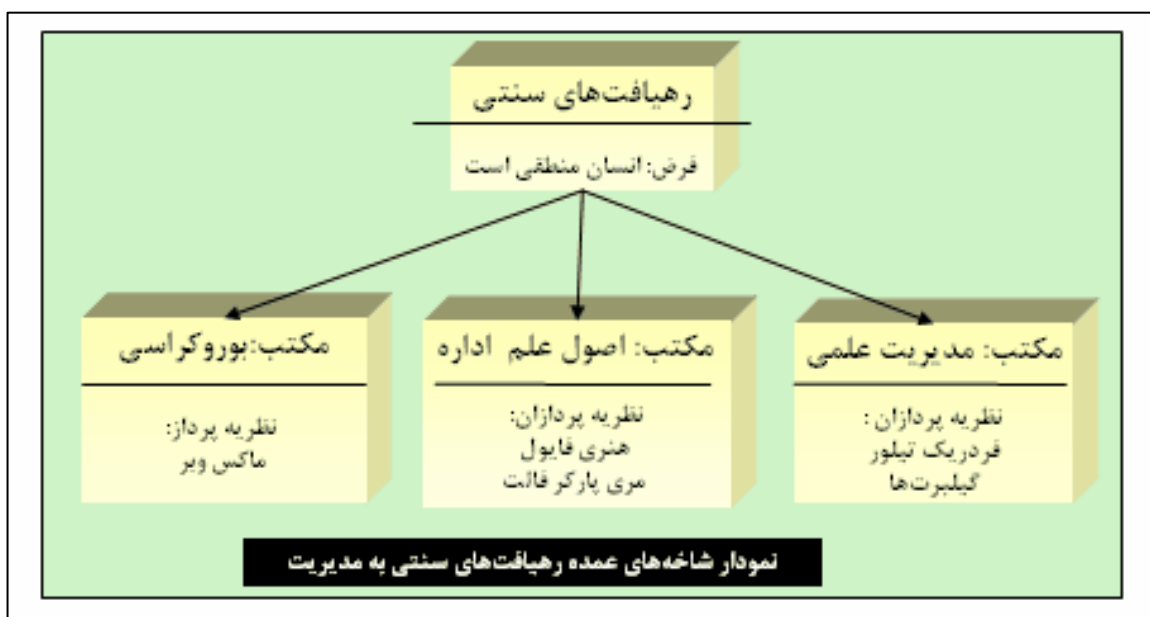 رهیافت‌های سنتی
فرض: انسان منطقی است
مکتب: مدیریت علمی
نظریه پردازان :
فردریک تیلور
گیلبرت‌ها
مکتب: اصول علم اداره
نظریه پردازان:
هنری فایول
مری پارکر فالت
مکتب:بوروکراسی
نظریه پرداز:
ماکس وبر
نمودار شاخه‌های عمده رهیافت‌های سنتی به مدیریت